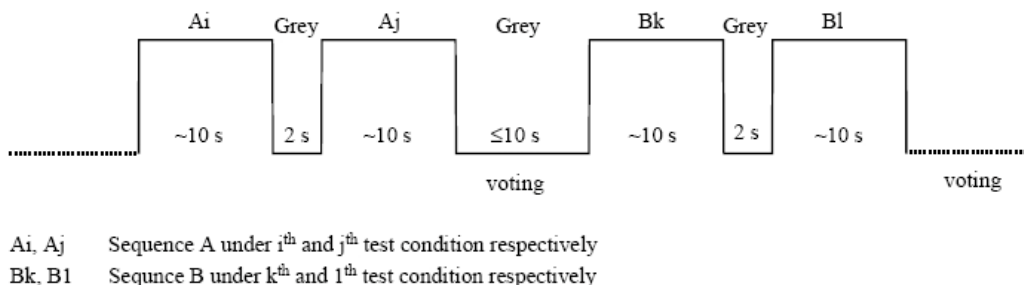 Ai Grey Aj Grey Bk Grey Bl
~10 s 2 s ~10 s ≤10 s ~10 s 2 s ~10 s
voting voting
Ai, Aj Sequence A under ith and jth test condition respectively
Bk, B1 Sequnce B under kth and 1th test condition respectively